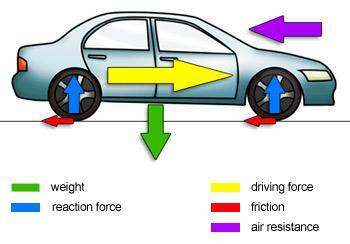 weight
driving force
reaction force
friction
air resistance